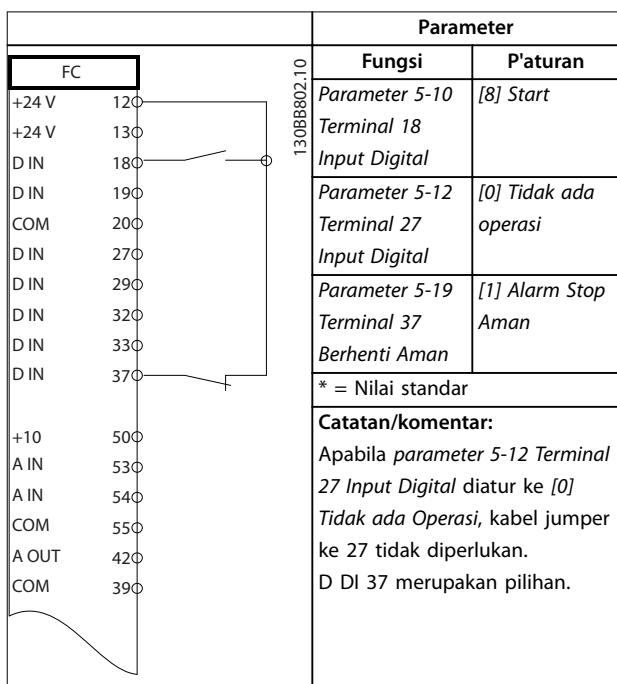 FC
+24 V 12
+24 V 13
D IN 18
D IN 19
COM 20
D IN 27
D IN 29
D IN 32
D IN 33
D IN 37
+10 50
A IN 53
A IN 54
COM 55
A OUT 42
COM 39
130BB802.10
Parameter
Fungsi P'aturan
Parameter 5-10 [8] Start
Terminal 18
Input Digital
Parameter 5-12 [0] Tidak ada
Terminal 27 operasi
Input Digital
Parameter 5-19 [1] Alarm Stop
Terminal 37 Aman
Berhenti Aman
* = Nilai standar
Catatan/komentar:
Apabila parameter 5-12 Terminal
27 Input Digital diatur ke [0]
Tidak ada Operasi, kabel jumper
ke 27 tidak diperlukan.
D DI 37 merupakan pilihan.